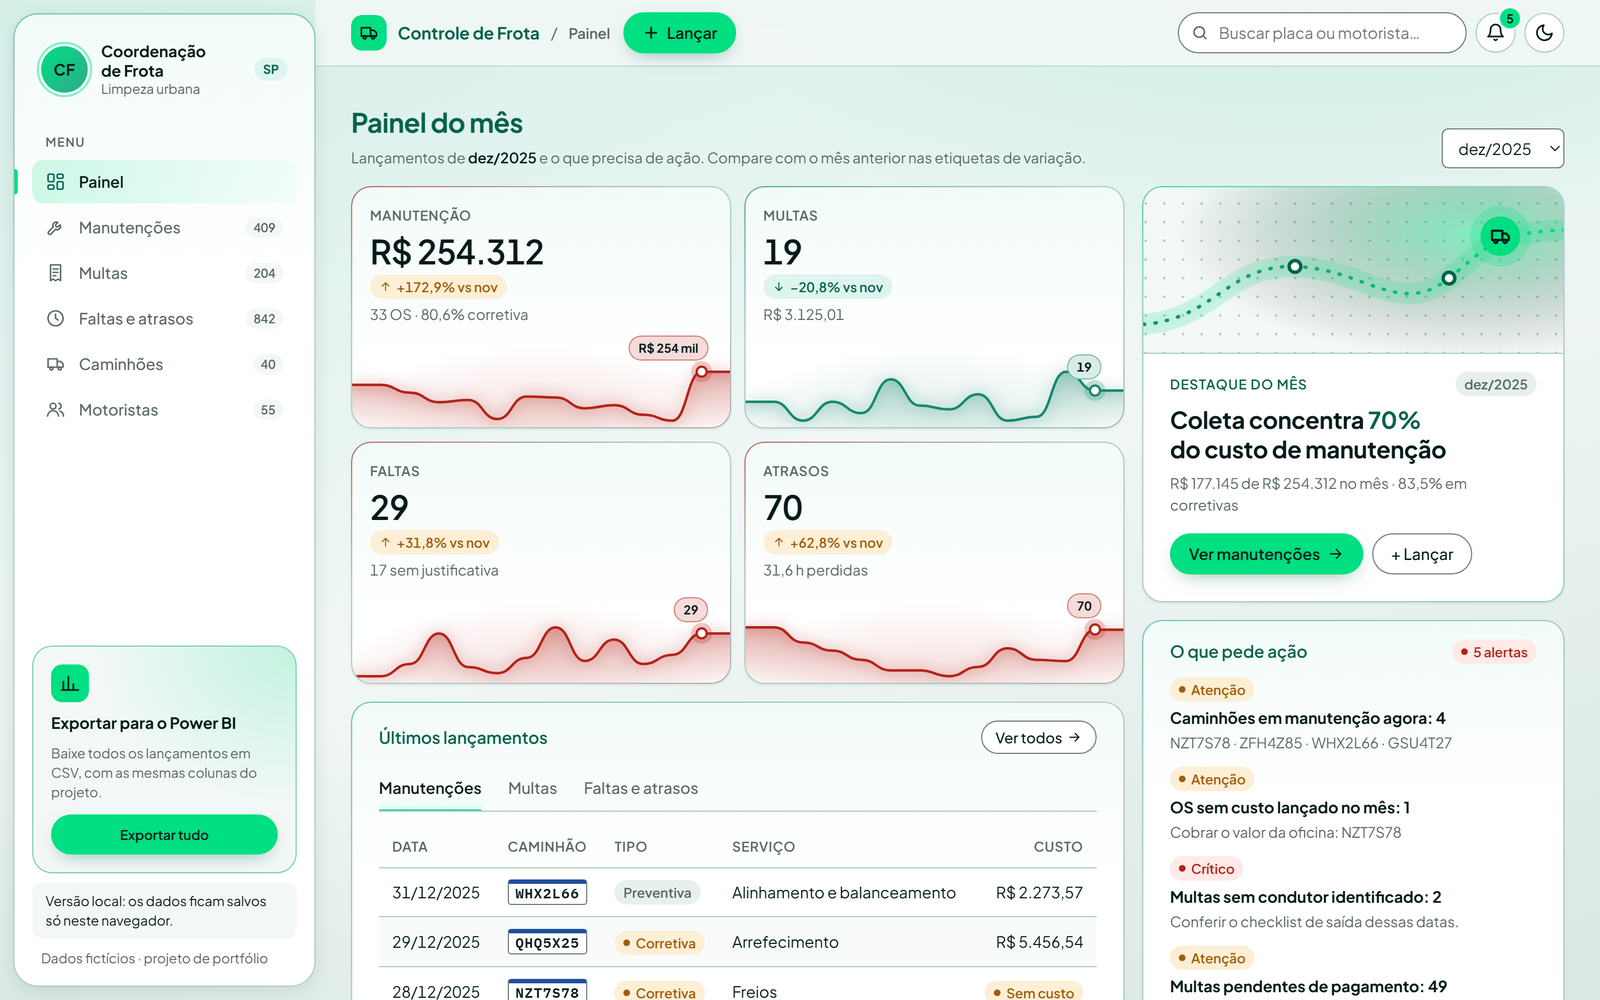 CF
Coordenação
de Frota
Limpeza urbana
SP
MENU
Painel
Manutenções 409
Multas 204
Faltas e atrasos 842
Caminhões 40
Motoristas 55
Exportar para o Power BI
Baixe todos os lançamentos em
CSV, com as mesmas colunas do
projeto.
Exportar tudo
Versão local: os dados ficam salvos
só neste navegador.
Dados fictícios · projeto de portfólio
Controle de Frota / Painel
+ Lançar
Buscar placa ou motorista...
5
Painel do mês
Lançamentos de dez/2025 e o que precisa de ação. Compare com o mês anterior nas etiquetas de variação.
dez/2025
MANUTENÇÃO
R$ 254.312
↑ +172,9% vs nov
33 OS · 80,6% corretiva
R$ 254 mil
MULTAS
19
↓ −20,8% vs nov
R$ 3.125,01
19
FALTAS
29
↑ +31,8% vs nov
17 sem justificativa
29
ATRASOS
70
↑ +62,8% vs nov
31,6 h perdidas
70
DESTAQUE DO MÊS
dez/2025
Coleta concentra 70%
do custo de manutenção
R$ 177.145 de R$ 254.312 no mês · 83,5% em
corretivas
Ver manutenções →
+ Lançar
Últimos lançamentos
Ver todos →
Manutenções Multas Faltas e atrasos
DATA CAMINHÃO TIPO SERVIÇO CUSTO
31/12/2025 WHX2L66 Preventiva Alinhamento e balanceamento R$ 2.273,57
29/12/2025 QHQ5X25 Corretiva Arrefecimento R$ 5.456,54
28/12/2025 NZT7S78 Corretiva Freios Sem custo
O que pede ação
5 alertas
Atenção
Caminhões em manutenção agora: 4
NZT7S78 · ZFH4Z85 · WHX2L66 · GSU4T27
Atenção
OS sem custo lançado no mês: 1
Cobrar o valor da oficina: NZT7S78
Crítico
Multas sem condutor identificado: 2
Conferir o checklist de saída dessas datas.
Atenção
Multas pendentes de pagamento: 49